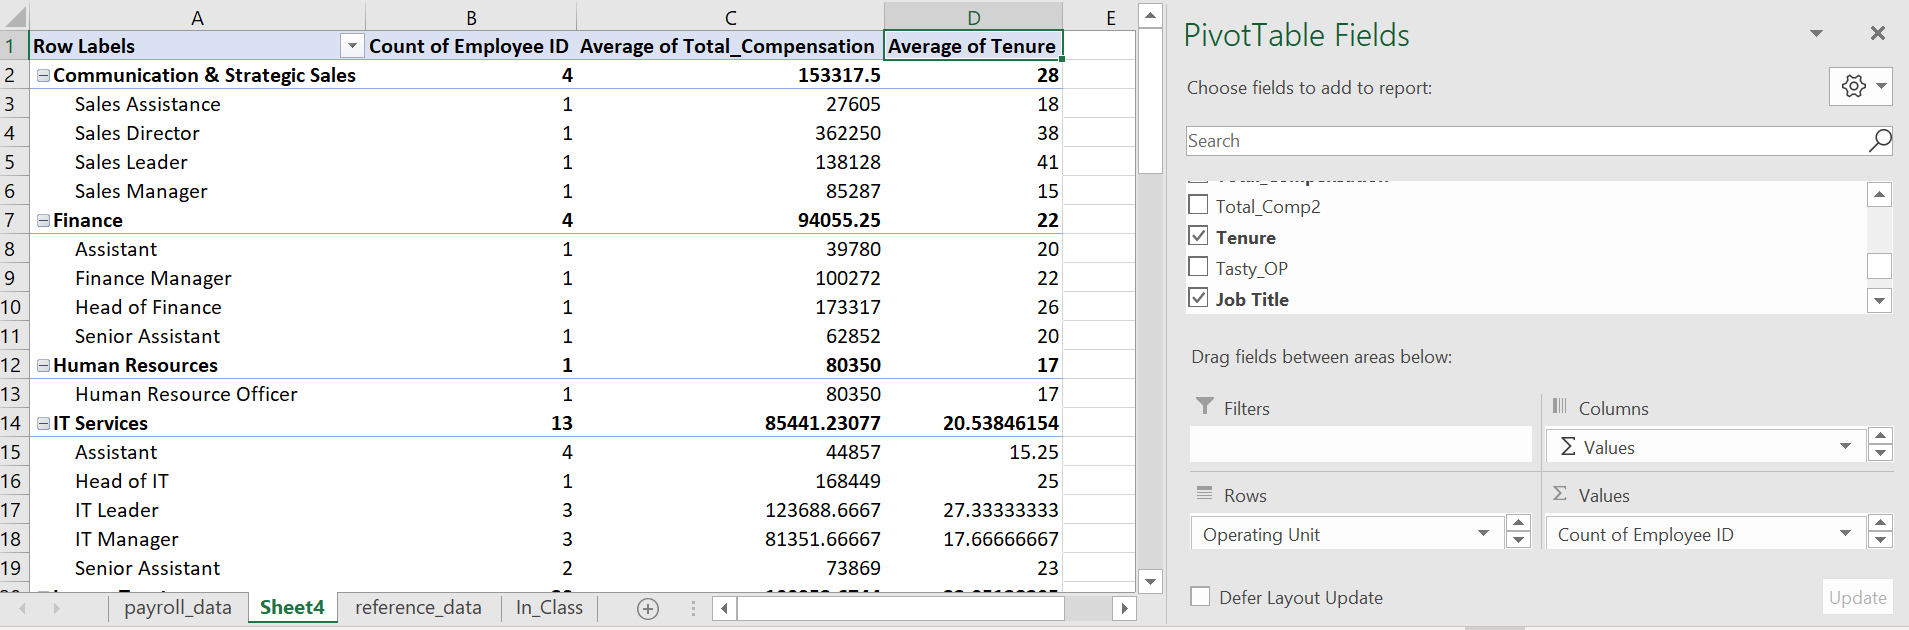 A B C D E
1 Row Labels Count of Employee ID Average of Total_Compensation Average of Tenure
2 Communication & Strategic Sales 4 153317.5 28
3 Sales Assistance 1 27605 18
4 Sales Director 1 362250 38
5 Sales Leader 1 138128 41
6 Sales Manager 1 85287 15
7 Finance 4 94055.25 22
8 Assistant 1 39780 20
9 Finance Manager 1 100272 22
10 Head of Finance 1 173317 26
11 Senior Assistant 1 62852 20
12 Human Resources 1 80350 17
13 Human Resource Officer 1 80350 17
14 IT Services 13 85441.23077 20.53846154
15 Assistant 4 44857 15.25
16 Head of IT 1 168449 25
17 IT Leader 3 123688.6667 27.33333333
18 IT Manager 3 81351.66667 17.66666667
19 Senior Assistant 2 73869 23
payroll_data Sheet4 reference_data In_Class
PivotTable Fields
Choose fields to add to report:
Search
Total_Comp2
Tenure
Tasty_OP
Job Title
Drag fields between areas below:
Filters
Columns
Σ Values
Rows
Σ Values
Operating Unit
Count of Employee ID
Defer Layout Update
Update